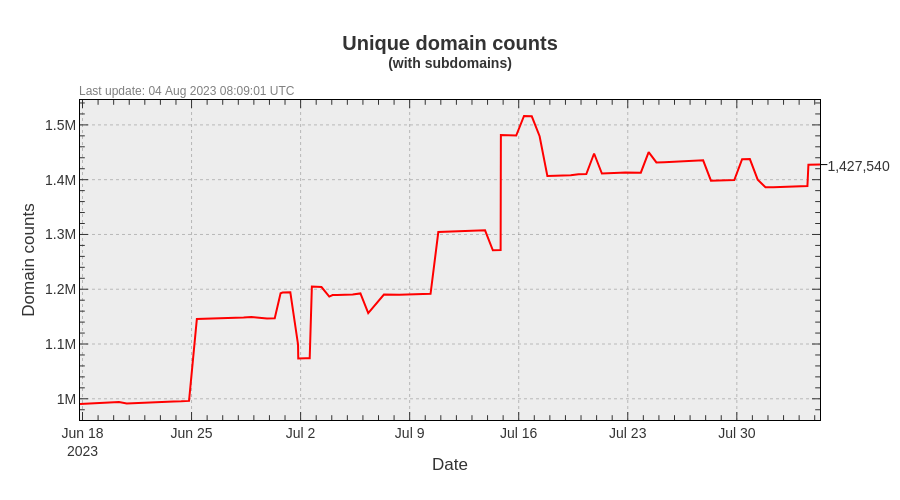 Unique domain counts
(with subdomains)
Last update: 04 Aug 2023 08:09:01 UTC
1.5M
1.4M
1.3M
1.2M
1.1M
1M
Domain counts
1,427,540
Jun 18
2023
Jun 25
Jul 2
Jul 9
Jul 16
Jul 23
Jul 30
Date